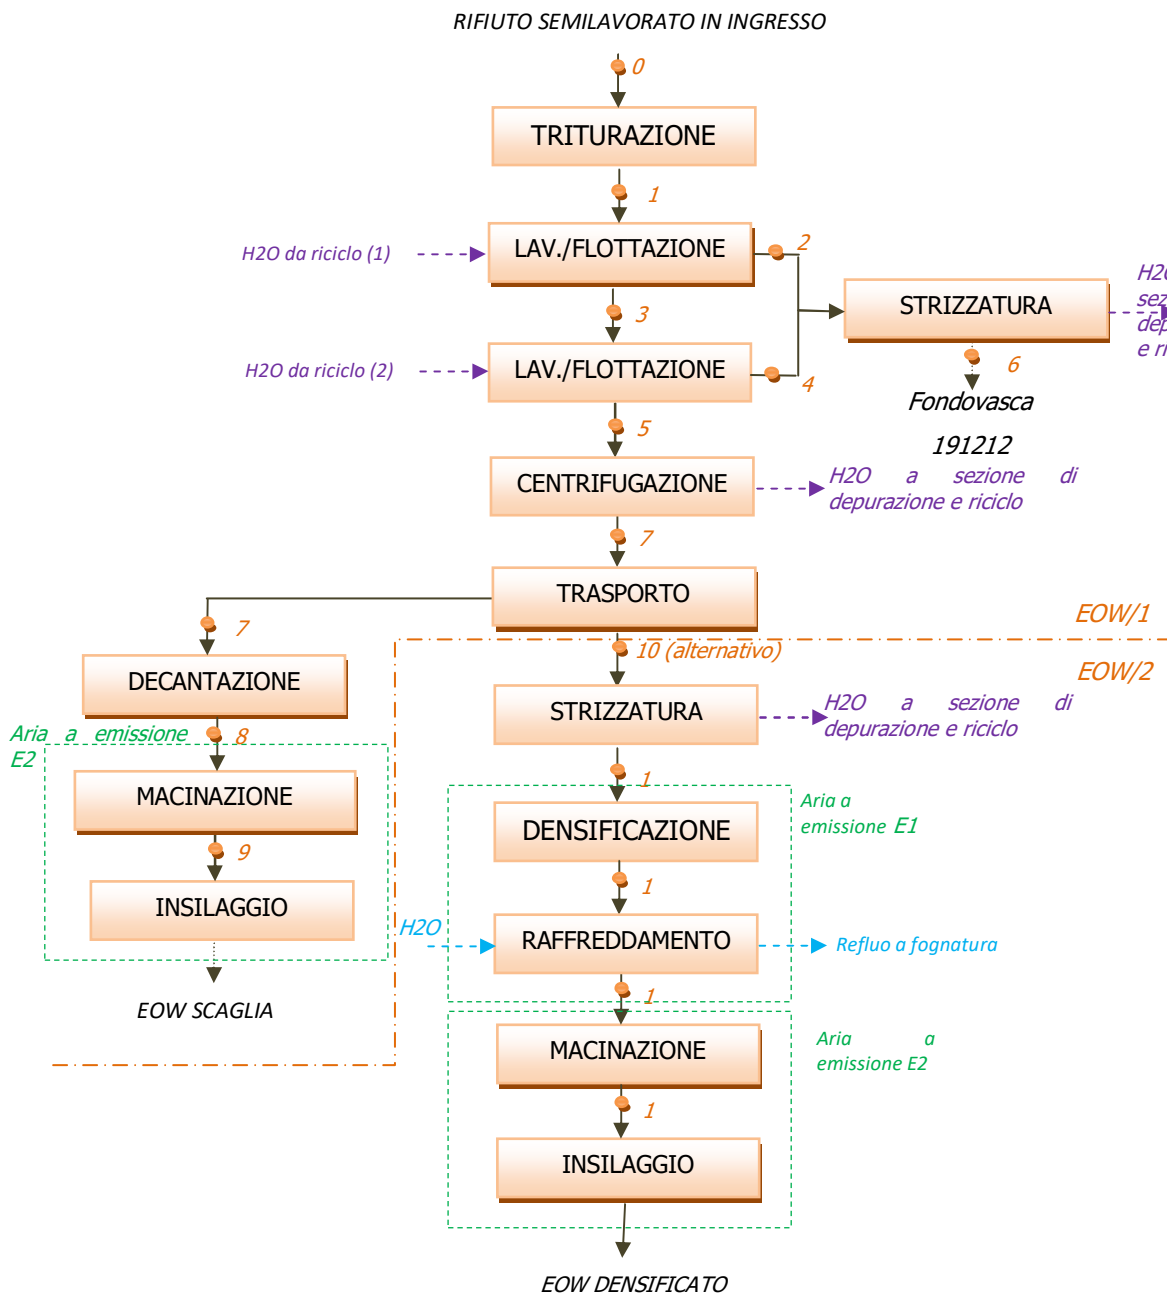 RIFIUTO SEMILAVORATO IN INGRESSO
0
TRITURAZIONE
1
H2O da riciclo (1)
LAV./FLOTTAZIONE
2
3
STRIZZATURA
H2O da riciclo (2)
LAV./FLOTTAZIONE
4
6
Fondovasca
191212
5
CENTRIFUGAZIONE
H2O a sezione di
depurazione e riciclo
7
TRASPORTO
EOW/1
7
10 (alternativo)
EOW/2
DECANTAZIONE
STRIZZATURA
H2O a sezione di
depurazione e riciclo
Aria a emissione
E2
8
1
MACINAZIONE
DENSIFICAZIONE
Aria a
emissione E1
9
1
INSILAGGIO
H2O
RAFFREDDAMENTO
Refluo a fognatura
1
EOW SCAGLIA
MACINAZIONE
Aria a
emissione E2
1
INSILAGGIO
EOW DENSIFICATO